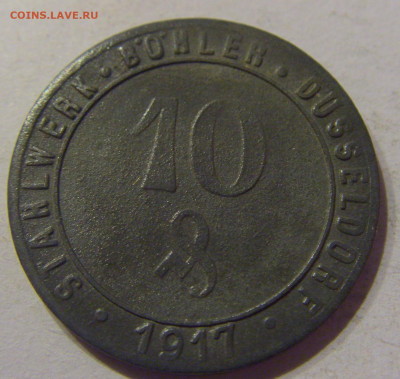 COINS.LAVE.RU
STAHLWERK · BÖHLER · DÜSSELDORF
10
₰
· 1917 ·